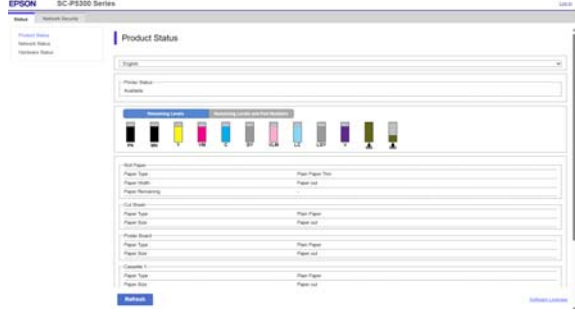 EPSON SC-P5300 Series
Log in
Status Network Security
Product Status
Network Status
Hardware Status
Product Status
English
Printer Status
Available
Remaining Levels Remaining Levels and Part Numbers
PK MK Y VM C GY VLM LC LGY V
Roll Paper
Paper Type Plain Paper Thin
Paper Width Paper out
Paper Remaining --
Cut Sheet
Paper Type Plain Paper
Paper Size Paper out
Poster Board
Paper Type Plain Paper
Paper Size Paper out
Cassette 1
Paper Type Plain Paper
Paper Size Paper out
Refresh
Software Licenses